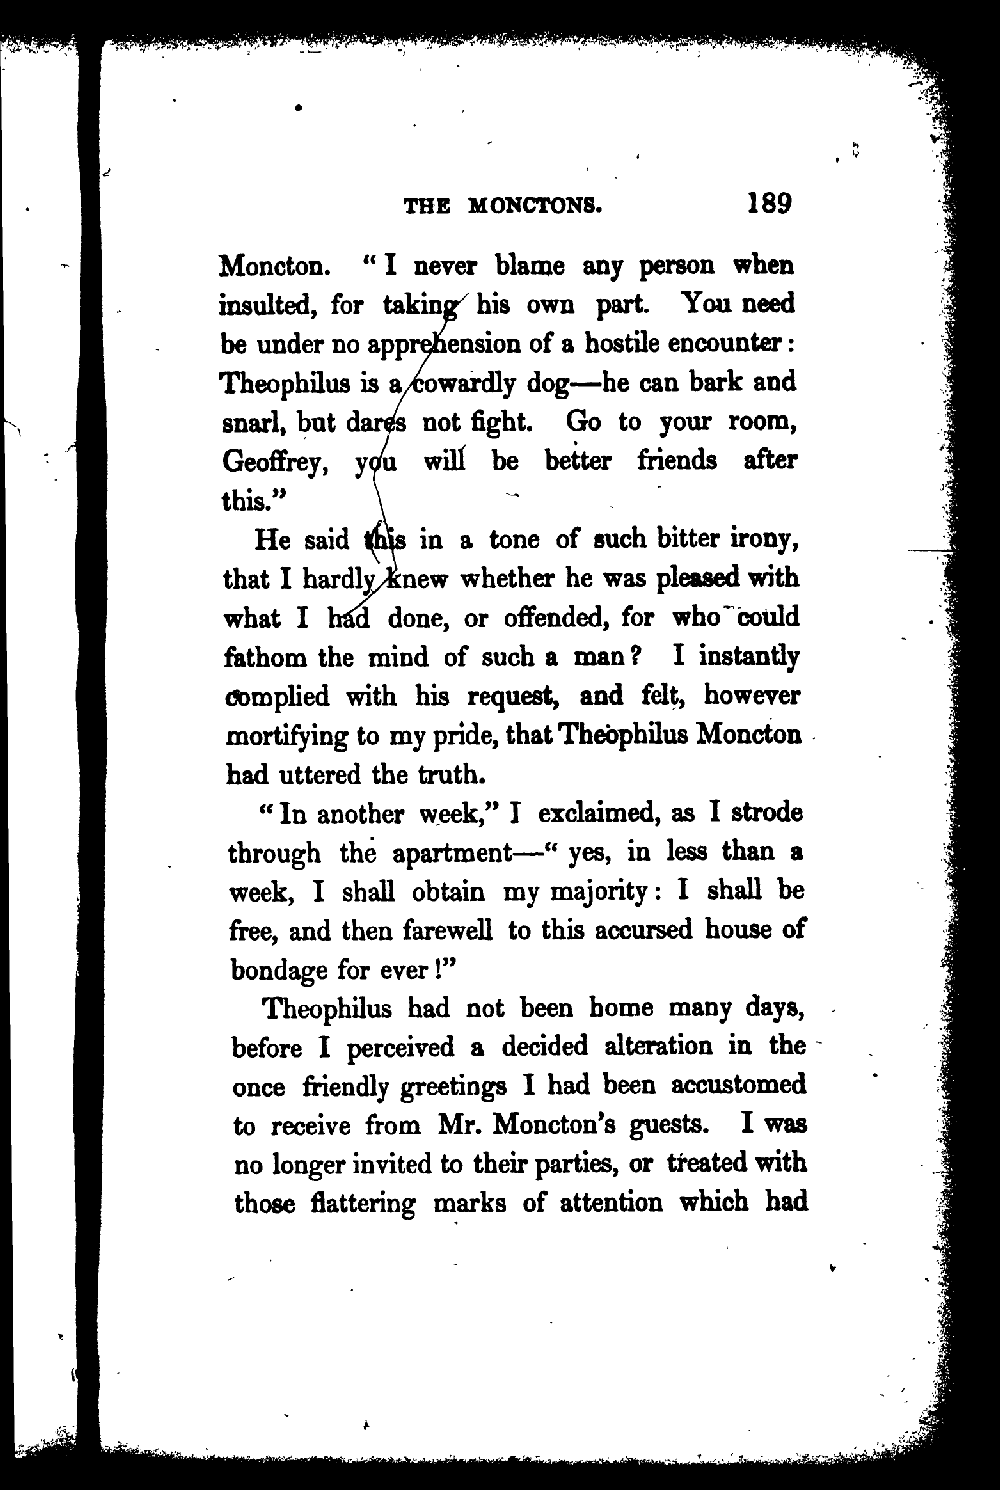 THE MONCTONS. 189
Moncton. “I never blame any person when
insulted, for taking his own part. You need
be under no apprehension of a hostile encounter:
Theophilus is a cowardly dog—he can bark and
snarl, but dares not fight. Go to your room,
Geoffrey, you will be better friends after
this.”
He said this in a tone of such bitter irony,
that I hardly knew whether he was pleased with
what I had done, or offended, for who could
fathom the mind of such a man? I instantly
complied with his request, and felt, however
mortifying to my pride, that Theophilus Moncton
had uttered the truth.
“In another week,” I exclaimed, as I strode
through the apartment—“yes, in less than a
week, I shall obtain my majority: I shall be
free, and then farewell to this accursed house of
bondage for ever!”
Theophilus had not been home many days,
before I perceived a decided alteration in the
once friendly greetings I had been accustomed
to receive from Mr. Moncton’s guests. I was
no longer invited to their parties, or treated with
those flattering marks of attention which had